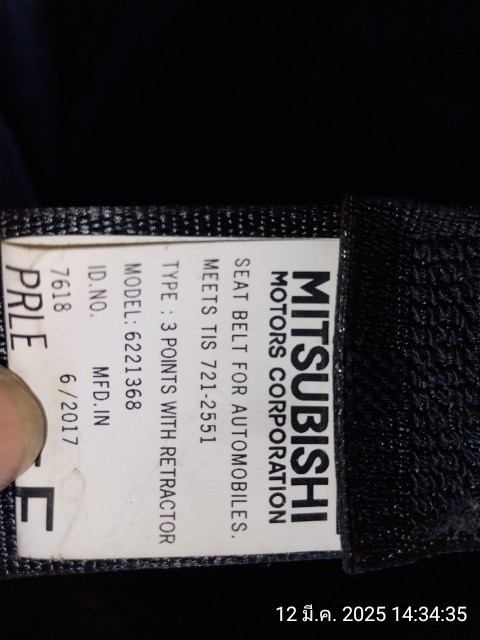 MITSUBISHI
MOTORS CORPORATION
SEAT BELT FOR AUTOMOBILES.
MEETS TIS 721-2551
TYPE : 3 POINTS WITH RETRACTOR
MODEL: 6221368
ID.NO. MFD.IN
7618 6/2017
PRLE E
12 มี.ค. 2025 14:34:35